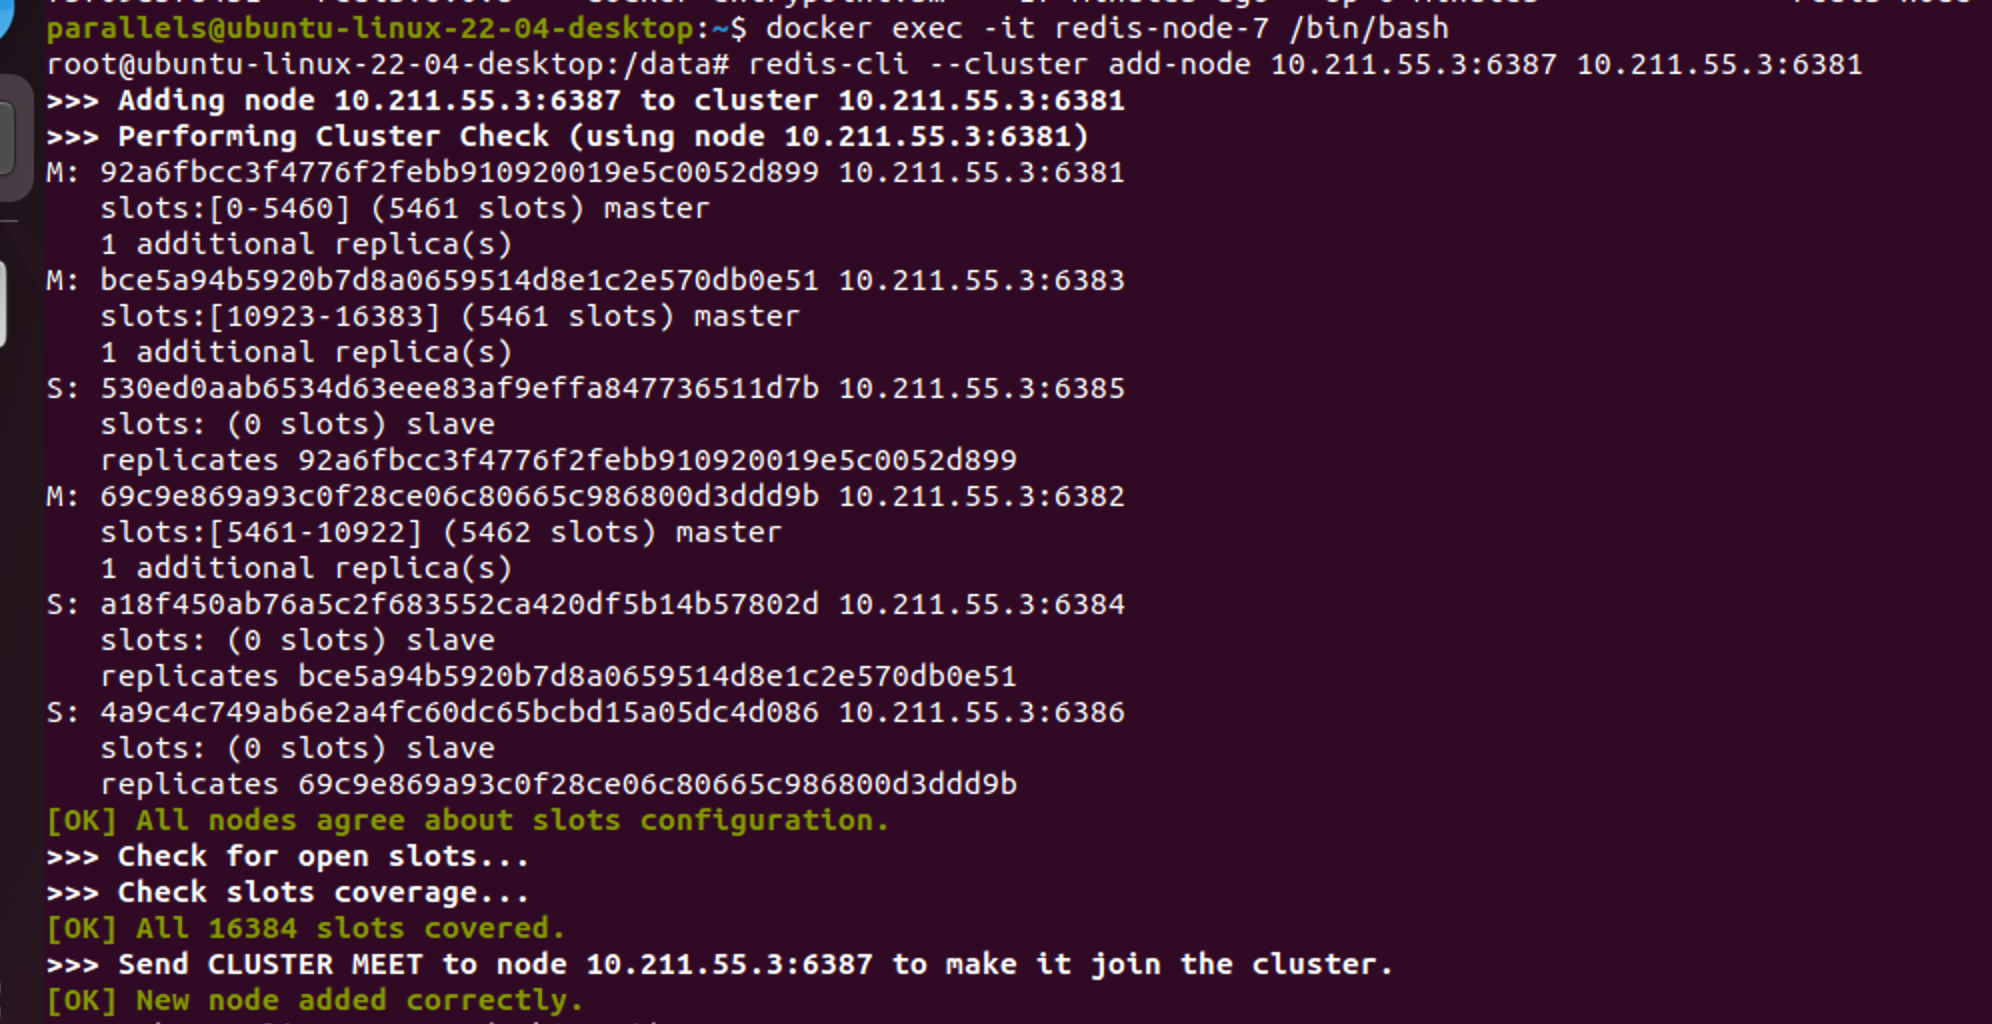 parallels@ubuntu-linux-22-04-desktop:~$ docker exec -it redis-node-7 /bin/bash
root@ubuntu-linux-22-04-desktop:/data# redis-cli --cluster add-node 10.211.55.3:6387 10.211.55.3:6381
>>> Adding node 10.211.55.3:6387 to cluster 10.211.55.3:6381
>>> Performing Cluster Check (using node 10.211.55.3:6381)
M: 92a6fbcc3f4776f2febb910920019e5c0052d899 10.211.55.3:6381
   slots:[0-5460] (5461 slots) master
   1 additional replica(s)
M: bce5a94b5920b7d8a0659514d8e1c2e570db0e51 10.211.55.3:6383
   slots:[10923-16383] (5461 slots) master
   1 additional replica(s)
S: 530ed0aab6534d63eee83af9effa847736511d7b 10.211.55.3:6385
   slots: (0 slots) slave
   replicates 92a6fbcc3f4776f2febb910920019e5c0052d899
M: 69c9e869a93c0f28ce06c80665c986800d3ddd9b 10.211.55.3:6382
   slots:[5461-10922] (5462 slots) master
   1 additional replica(s)
S: a18f450ab76a5c2f683552ca420df5b14b57802d 10.211.55.3:6384
   slots: (0 slots) slave
   replicates bce5a94b5920b7d8a0659514d8e1c2e570db0e51
S: 4a9c4c749ab6e2a4fc60dc65bcbd15a05dc4d086 10.211.55.3:6386
   slots: (0 slots) slave
   replicates 69c9e869a93c0f28ce06c80665c986800d3ddd9b
[OK] All nodes agree about slots configuration.
>>> Check for open slots...
>>> Check slots coverage...
[OK] All 16384 slots covered.
>>> Send CLUSTER MEET to node 10.211.55.3:6387 to make it join the cluster.
[OK] New node added correctly.